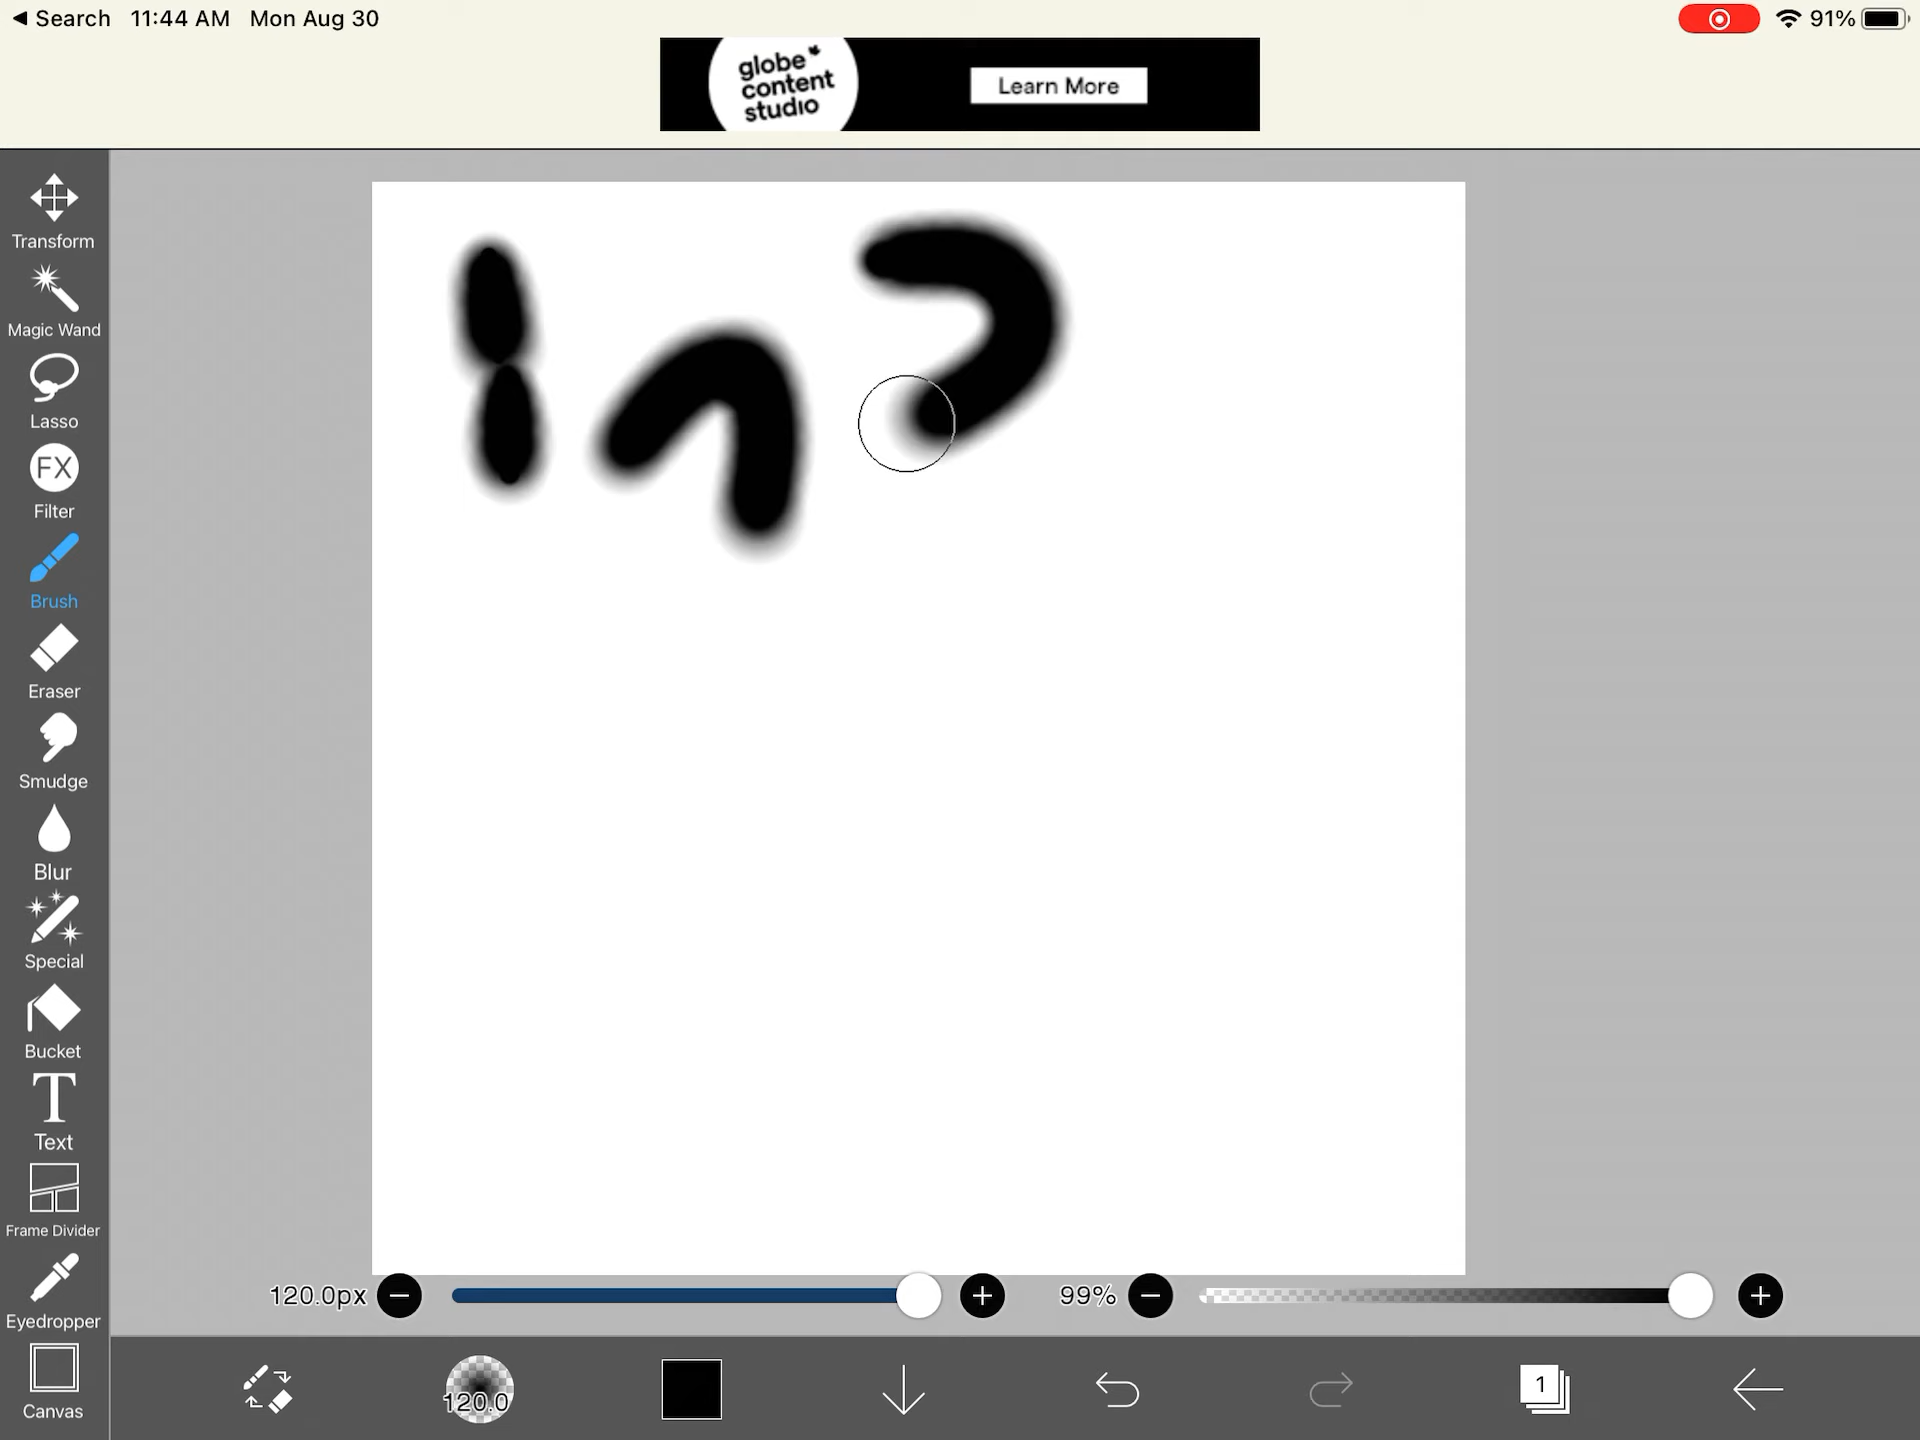 Search 11:44 AM Mon Aug 30 91%
globe
content
studio
Learn More
Transform
Magic Wand
Lasso
FX
Filter
Brush
Eraser
Smudge
Blur
Special
Bucket
T
Text
Frame Divider
Eyedropper
Canvas
120.0px 99%
120.0 1